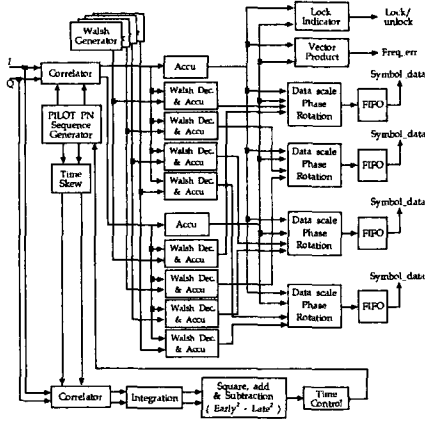 Walsh
Generator
Lock
Indicator
Lock/
unlock
I
Q
Correlator
Accu
Vector
Product
Freq_err
Symbol_data
Walsh Dec.
& Accu
Data scale
Phase
Rotation
FIFO
PILOT PN
Sequence
Generator
Walsh Dec.
& Accu
Symbol_data
Walsh Dec.
& Accu
Data scale
Phase
Rotation
FIFO
Time
Skew
Walsh Dec.
& Accu
Symbol_data
Accu
Data scale
Phase
Rotation
FIFO
Walsh Dec.
& Accu
Symbol_data
Walsh Dec.
& Accu
Data scale
Phase
Rotation
FIFO
Walsh Dec.
& Accu
Walsh Dec.
& Accu
Correlator
Integration
Square, add
& Subtraction
( Early² - Late² )
Time
Control